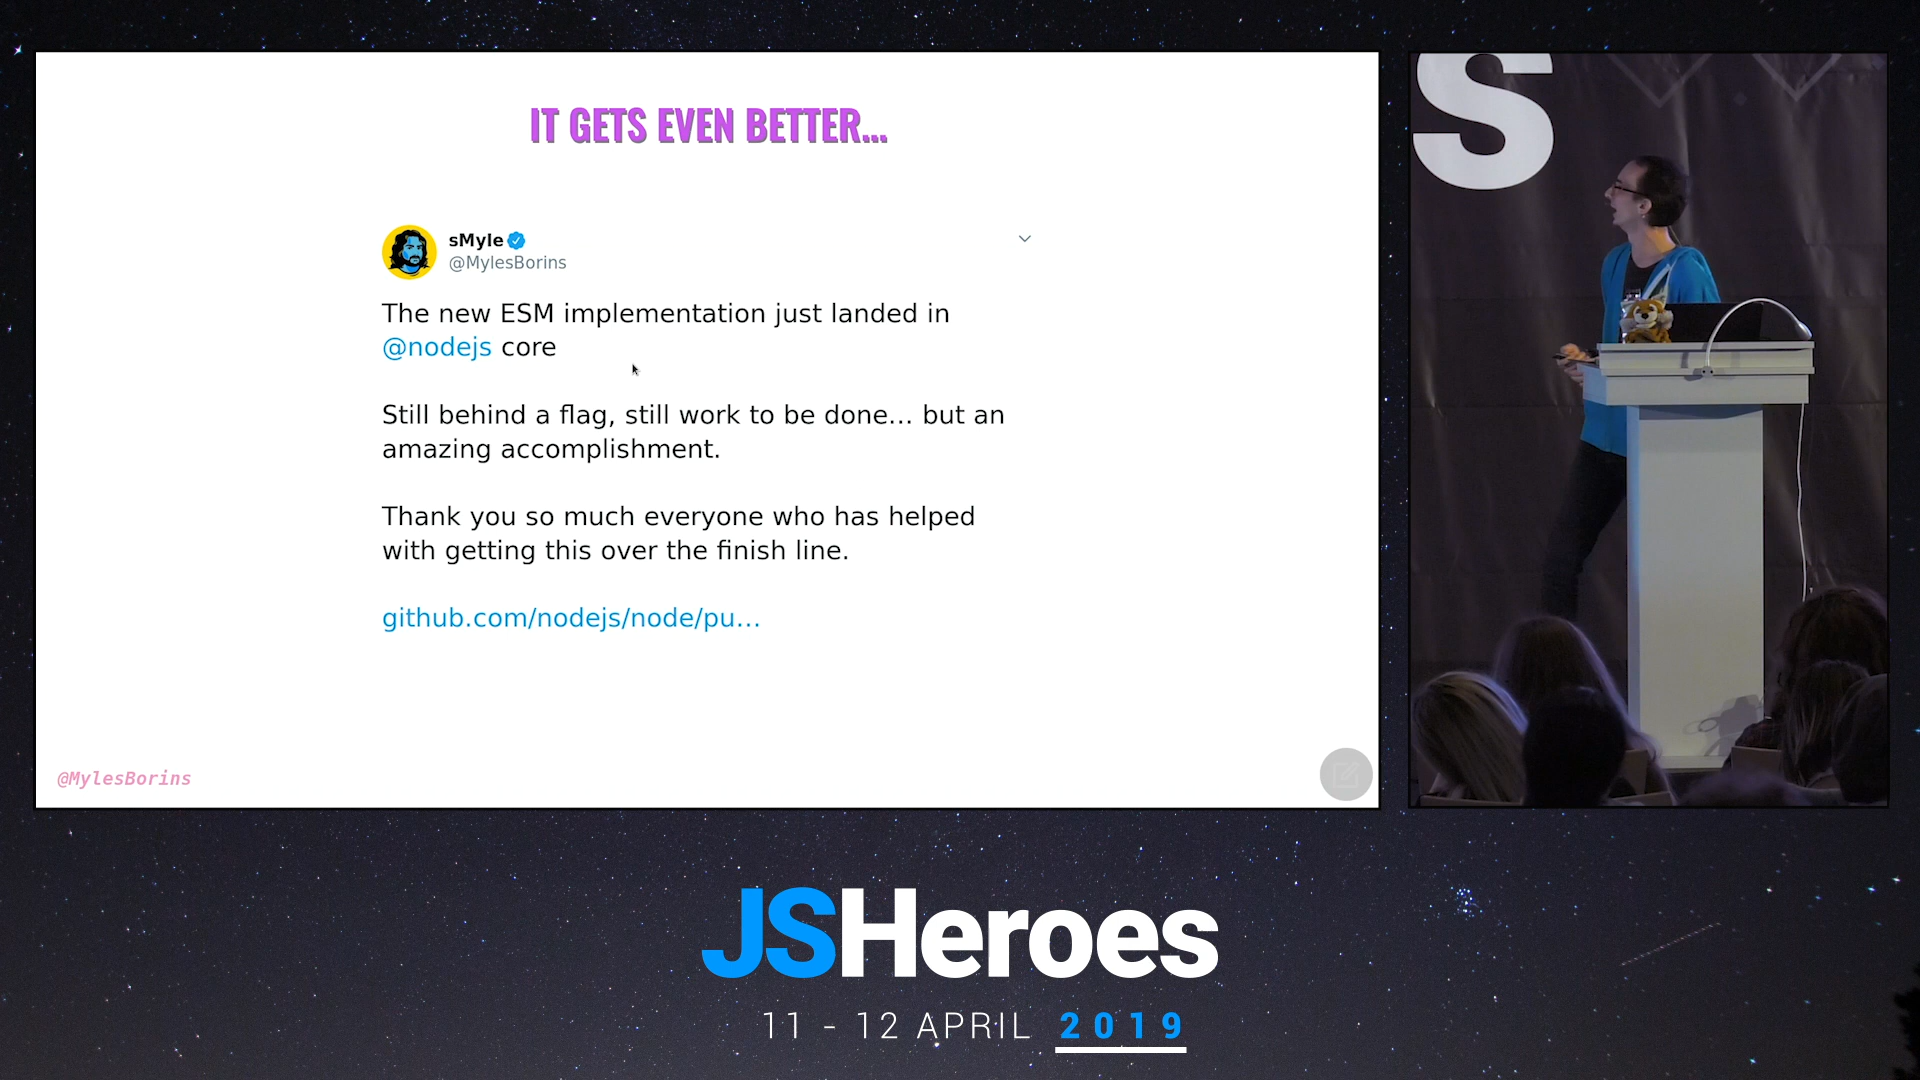 IT GETS EVEN BETTER...
sMyle
@MylesBorins
The new ESM implementation just landed in
@nodejs core
Still behind a flag, still work to be done... but an
amazing accomplishment.
Thank you so much everyone who has helped
with getting this over the finish line.
github.com/nodejs/node/pu...
@MylesBorins
S
JSHeroes
11 - 12 APRIL 2019